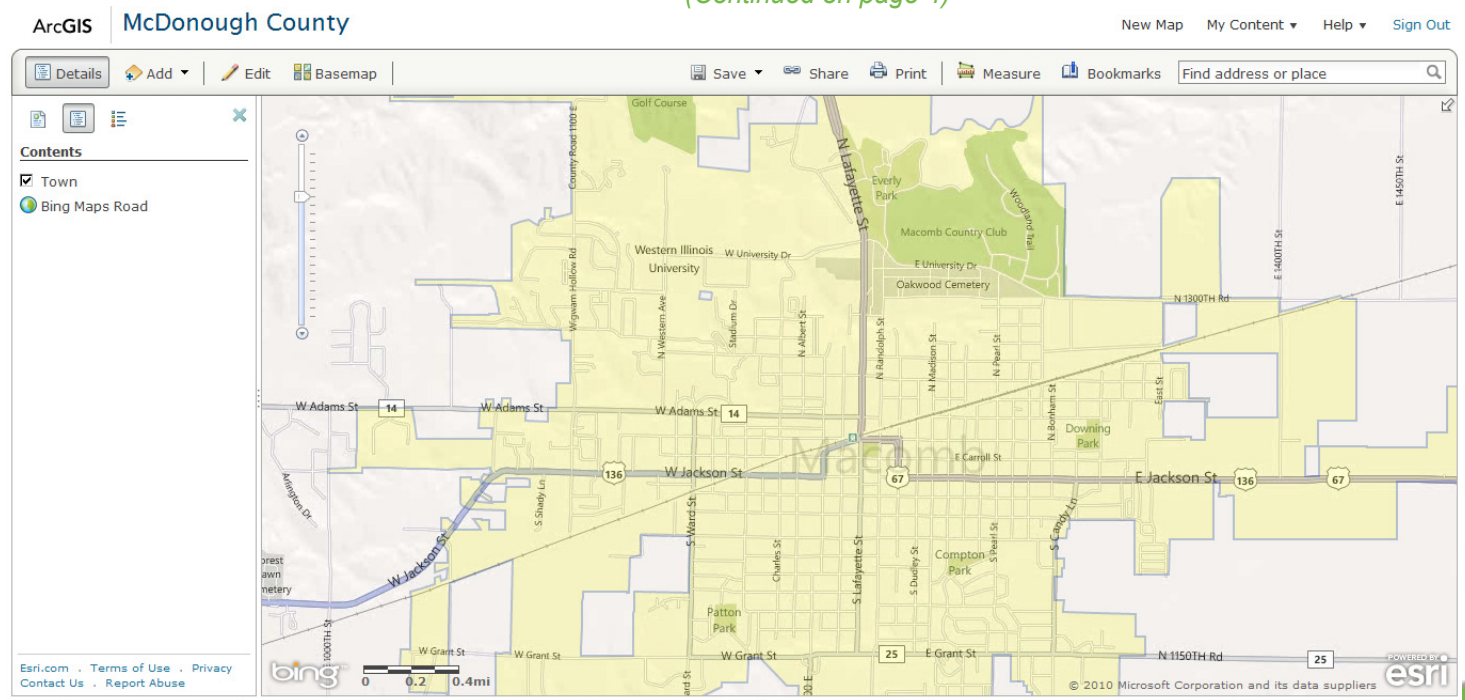 ArcGIS McDonough County
New Map My Content Help Sign Out
Details Add Edit Basemap Save Share Print Measure Bookmarks Find address or place
Contents
Town
Bing Maps Road
Golf Course
County Road 1100 E
N Lafayette St
Everly
Park
Woodland Trail
Macomb Country Club
E 1450TH St
E 1400TH St
Western Illinois
University
W University Dr
E University Dr
Oakwood Cemetery
N 1300TH Rd
Wigwam Hollow Rd
N Western Ave
Stadium Dr
N Albert St
N Randolph St
N Madison St
N Pearl St
East St
N Bonham St
W Adams St 14 W Adams St
W Adams St 14
Downing
Park
8
Macomb
E Carroll St
136 W Jackson St
67
E Jackson St 136 67
Arlington Dr
S Shady Ln
S Ward St
S Candy Ln
W Jackson St
Charles St
S Lafayette St
S Dudley St
S Pearl St
Compton
Park
Patton
Park
1000TH St
W Grant St W Grant St W Grant St 25 E Grant St N 1150TH Rd 25
bing
0 0.2 0.4mi
Esri.com . Terms of Use . Privacy
Contact Us . Report Abuse
POWERED BY
esri
© 2010 Microsoft Corporation and its data suppliers